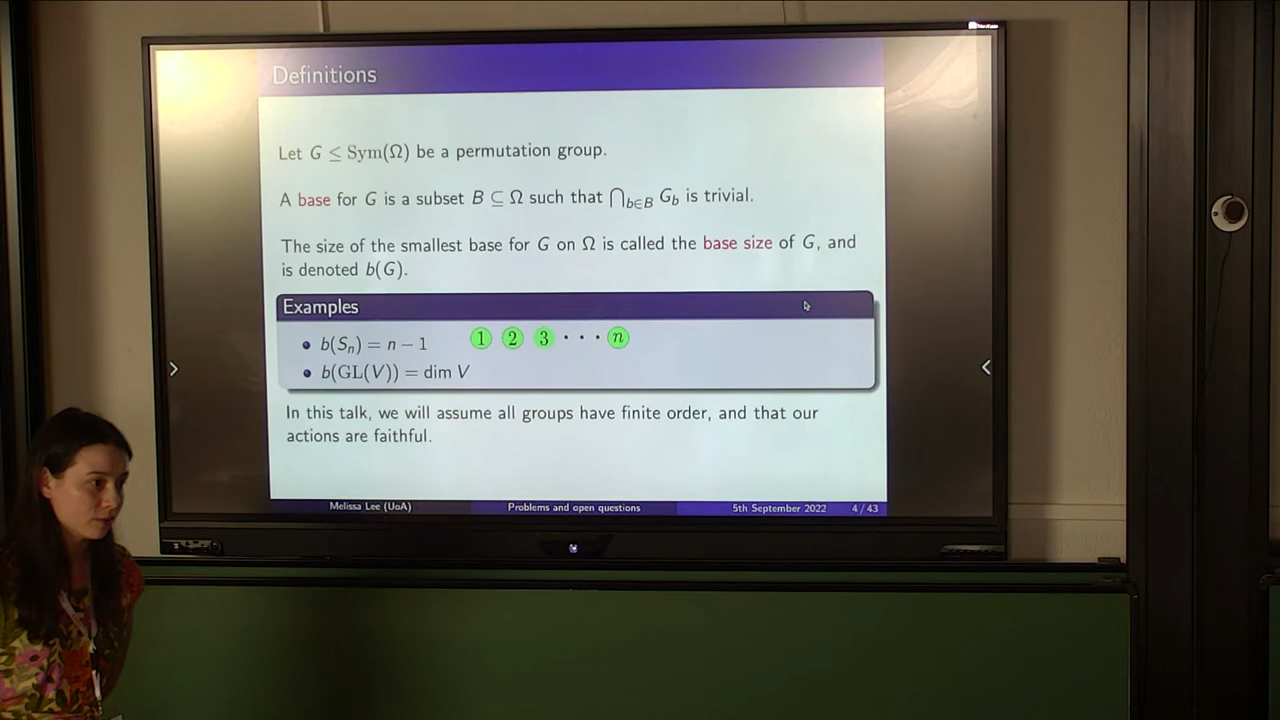 Definitions
Let G ≤ Sym(Ω) be a permutation group.
A base for G is a subset B ⊆ Ω such that ⋂_{b∈B} G_b is trivial.
The size of the smallest base for G on Ω is called the base size of G, and
is denoted b(G).
Examples
• b(S_n) = n − 1 1 2 3 · · · n
• b(GL(V)) = dim V
In this talk, we will assume all groups have finite order, and that our
actions are faithful.
Melissa Lee (UoA) Problems and open questions 5th September 2022 4 / 43